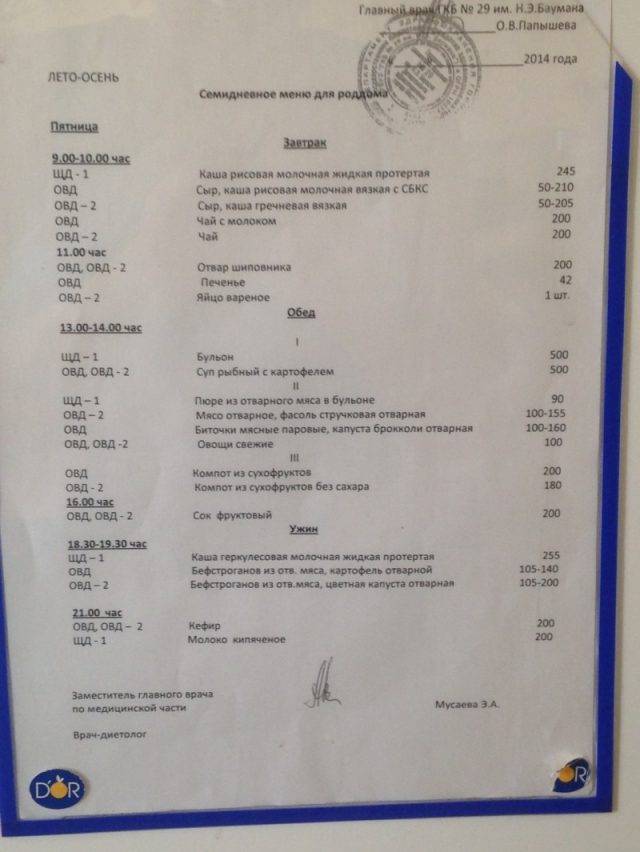 Главный врач ГКБ № 29 им. Н.Э.Баумана
О.В.Папышева
2014 года
ЛЕТО-ОСЕНЬ
Семидневное меню для роддома
Пятница
Завтрак
9.00-10.00 час
ЩД - 1 Каша рисовая молочная жидкая протертая 245
ОВД Сыр, каша рисовая молочная вязкая с СБКС 50-210
ОВД – 2 Сыр, каша гречневая вязкая 50-205
ОВД Чай с молоком 200
ОВД – 2 Чай 200
11.00 час
ОВД, ОВД - 2 Отвар шиповника 200
ОВД Печенье 42
ОВД – 2 Яйцо вареное 1 шт.
Обед
13.00-14.00 час
I
ЩД – 1 Бульон 500
ОВД, ОВД - 2 Суп рыбный с картофелем 500
II
ЩД – 1 Пюре из отварного мяса в бульоне 90
ОВД – 2 Мясо отварное, фасоль стручковая отварная 100-155
ОВД Биточки мясные паровые, капуста брокколи отварная 100-160
ОВД, ОВД -2 Овощи свежие 100
III
ОВД Компот из сухофруктов 200
ОВД - 2 Компот из сухофруктов без сахара 180
16.00 час
ОВД, ОВД - 2 Сок фруктовый 200
Ужин
18.30-19.30 час
ЩД – 1 Каша геркулесовая молочная жидкая протертая 255
ОВД Бефстроганов из отв. мяса, картофель отварной 105-140
ОВД – 2 Бефстроганов из отв.мяса, цветная капуста отварная 105-200
21.00 час
ОВД, ОВД – 2 Кефир 200
ЩД - 1 Молоко кипяченое 200
Заместитель главного врача
по медицинской части Мусаева Э.А.
Врач-диетолог
D'OR
OR